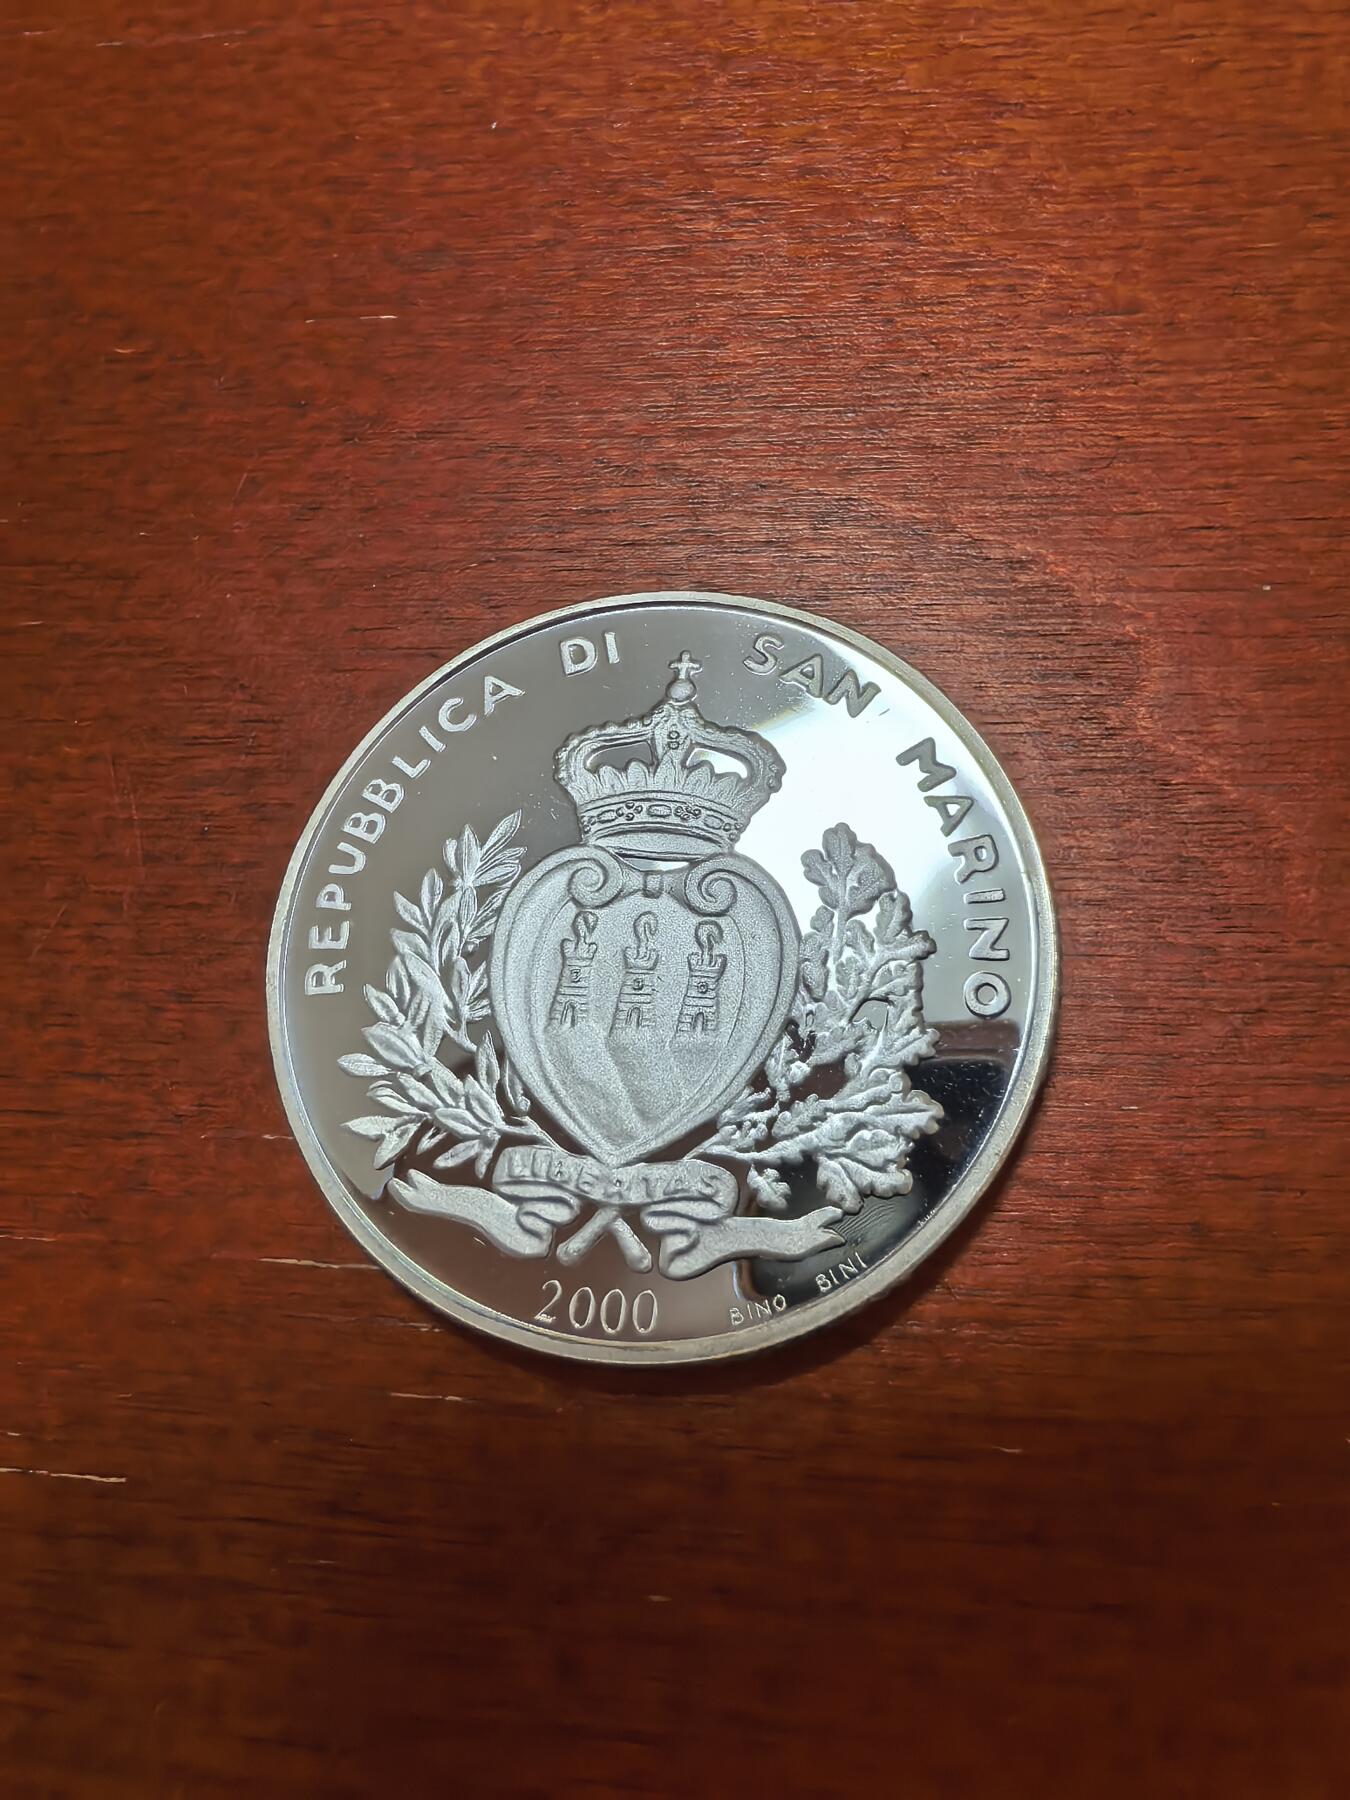 REPUBBLICA DI SAN MARINO
LIBERTAS
2000
BINO BINI